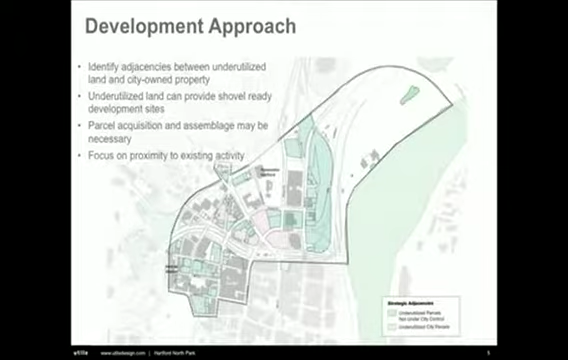 Development Approach
• Identify adjacencies between underutilized
land and city-owned property
• Underutilized land can provide shovel ready
development sites
• Parcel acquisition and assemblage may be
necessary
• Focus on proximity to existing activity
Strategic Adjacencies
Underutilized Parcels
Not Under City Control
Underutilized City Parcels
utile www.utiledesign.com | Hartford North Park